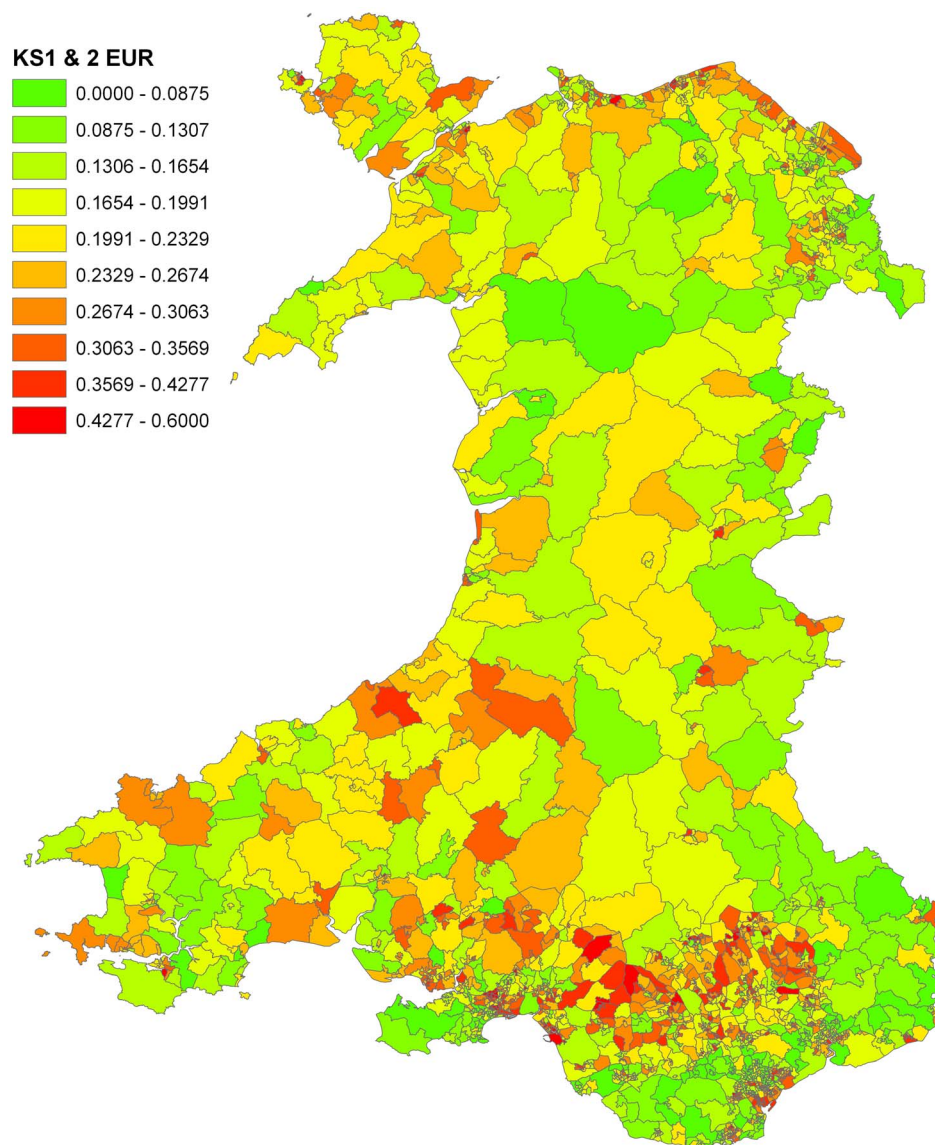 KS1 & 2 EUR
0.0000 - 0.0875
0.0875 - 0.1307
0.1306 - 0.1654
0.1654 - 0.1991
0.1991 - 0.2329
0.2329 - 0.2674
0.2674 - 0.3063
0.3063 - 0.3569
0.3569 - 0.4277
0.4277 - 0.6000